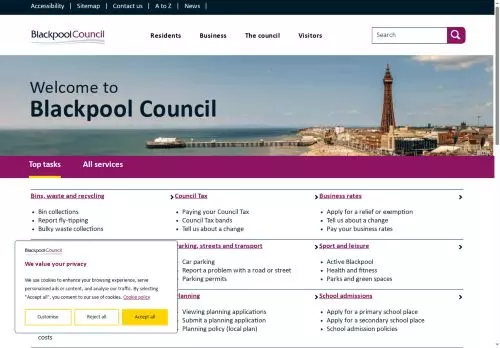 Accessibility | Sitemap | Contact us | A to Z | News |
BlackpoolCouncil
Residents Business The council Visitors
Search
Welcome to
Blackpool Council
Top tasks All services
Bins, waste and recycling
Bin collections
Report fly-tipping
Bulky waste collections
Council Tax
Paying your Council Tax
Council Tax bands
Tell us about a change
Business rates
Apply for a relief or exemption
Tell us about a change
Pay your business rates
Parking, streets and transport
Car parking
Report a problem with a road or street
Parking permits
Sport and leisure
Active Blackpool
Health and fitness
Parks and green spaces
Planning
Viewing planning applications
Submit a planning application
Planning policy (local plan)
School admissions
Apply for a primary school place
Apply for a secondary school place
School admission policies
BlackpoolCouncil
We value your privacy
We use cookies to enhance your browsing experience, serve
personalised ads or content, and analyse our traffic. By selecting
"Accept all", you consent to our use of cookies. Cookie policy
Customise Reject all Accept all
costs